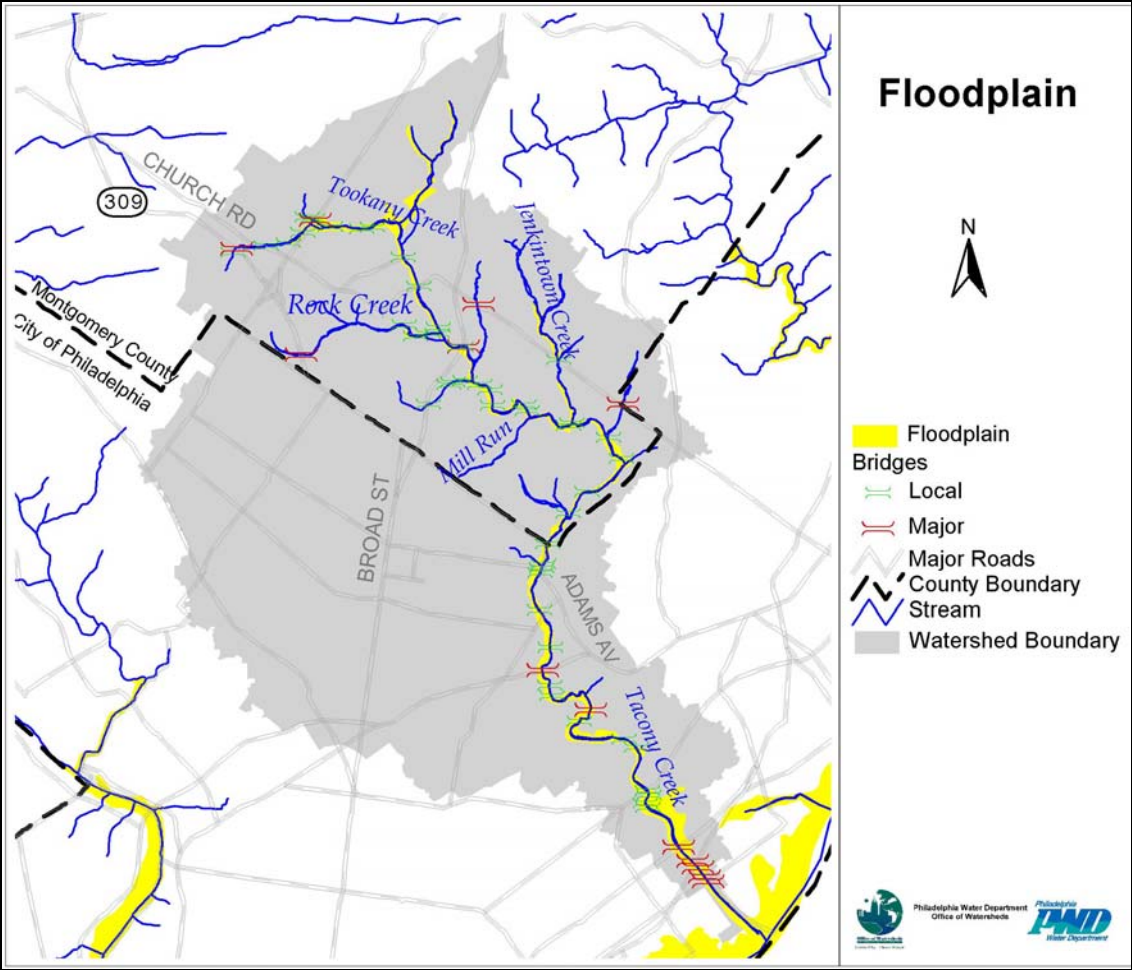 Floodplain
CHURCH RD
309
Tookany Creek
Jenkintown Creek
N
Rock Creek
Montgomery County
City of Philadelphia
Mill Run
BROAD ST
ADAMS AV
Tacony Creek
Floodplain
Bridges
Local
Major
Major Roads
County Boundary
Stream
Watershed Boundary
Philadelphia Water Department
Office of Watersheds
Philadelphia
PWD
Water Department